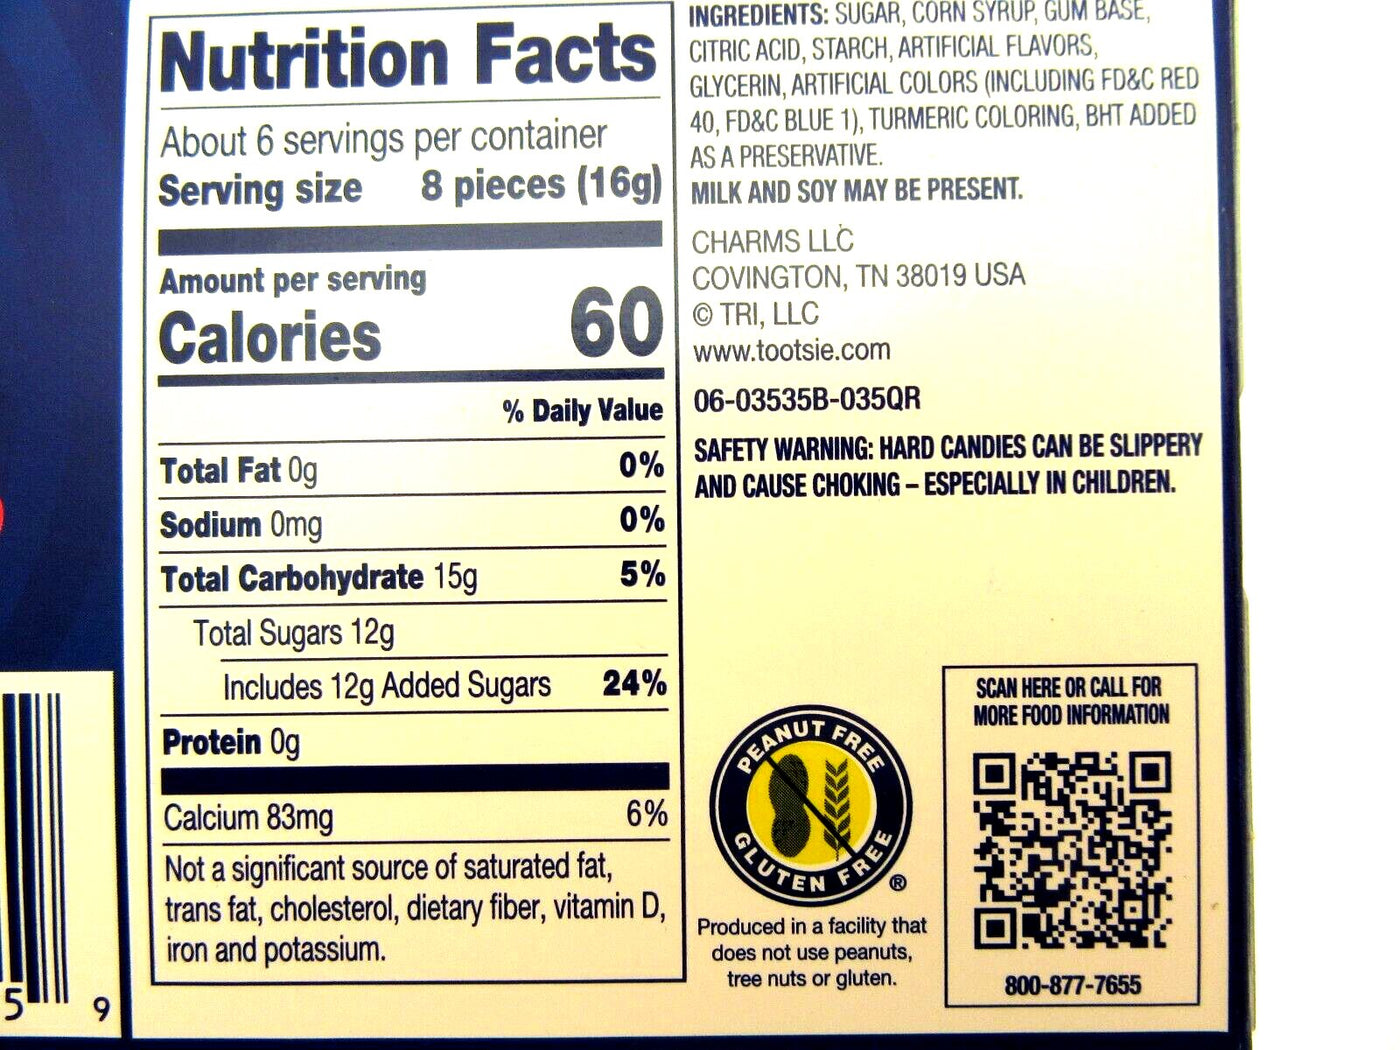 Nutrition Facts
About 6 servings per container
Serving size 8 pieces (16g)
Amount per serving
Calories 60
% Daily Value
Total Fat 0g 0%
Sodium 0mg 0%
Total Carbohydrate 15g 5%
Total Sugars 12g
Includes 12g Added Sugars 24%
Protein 0g
Calcium 83mg 6%
Not a significant source of saturated fat,
trans fat, cholesterol, dietary fiber, vitamin D,
iron and potassium.
INGREDIENTS: SUGAR, CORN SYRUP, GUM BASE,
CITRIC ACID, STARCH, ARTIFICIAL FLAVORS,
GLYCERIN, ARTIFICIAL COLORS (INCLUDING FD&C RED
40, FD&C BLUE 1), TURMERIC COLORING, BHT ADDED
AS A PRESERVATIVE.
MILK AND SOY MAY BE PRESENT.
CHARMS LLC
COVINGTON, TN 38019 USA
© TRI, LLC
www.tootsie.com
06-03535B-035QR
SAFETY WARNING: HARD CANDIES CAN BE SLIPPERY
AND CAUSE CHOKING – ESPECIALLY IN CHILDREN.
PEANUT FREE
GLUTEN FREE ®
Produced in a facility that
does not use peanuts,
tree nuts or gluten.
SCAN HERE OR CALL FOR
MORE FOOD INFORMATION
800-877-7655
5 9